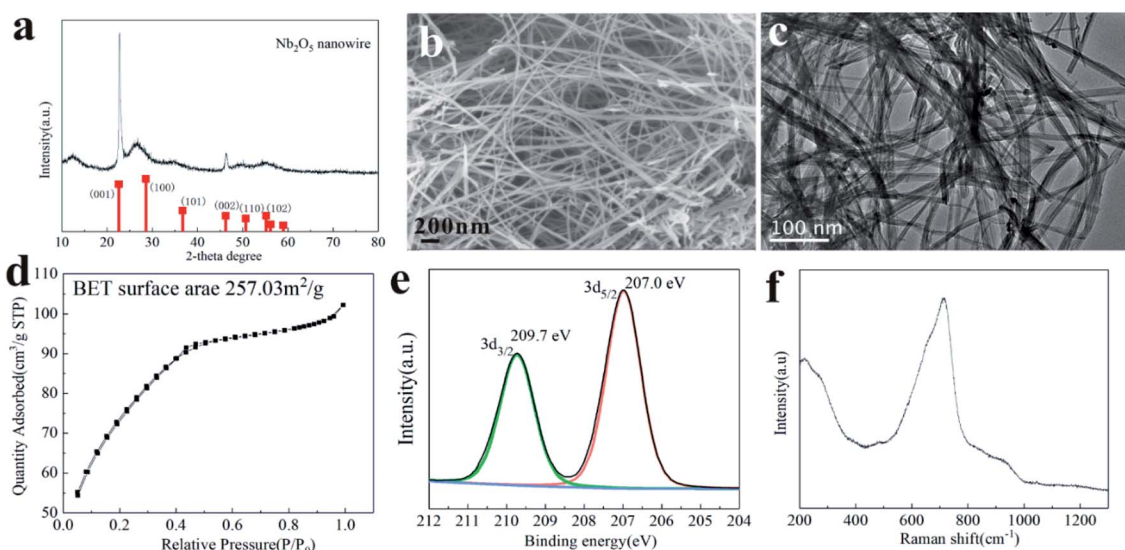 a
Nb₂O₅ nanowire
Intensity(a.u.)
(001)
(100)
(101)
(002)
(110)
(102)
10 20 30 40 50 60 70 80
2-theta degree
b
200nm
c
100 nm
d
BET surface arae 257.03m²/g
Quantity Adsorbed(cm³/g STP)
110
100
90
80
70
60
50
0.0 0.2 0.4 0.6 0.8 1.0
Relative Pressure(P/P₀)
e
3d₅/₂ 207.0 eV
3d₃/₂ 209.7 eV
Intensity(a.u.)
212 211 210 209 208 207 206 205 204
Binding energy(eV)
f
Intensity(a.u.)
200 400 600 800 1000 1200
Raman shift(cm⁻¹)